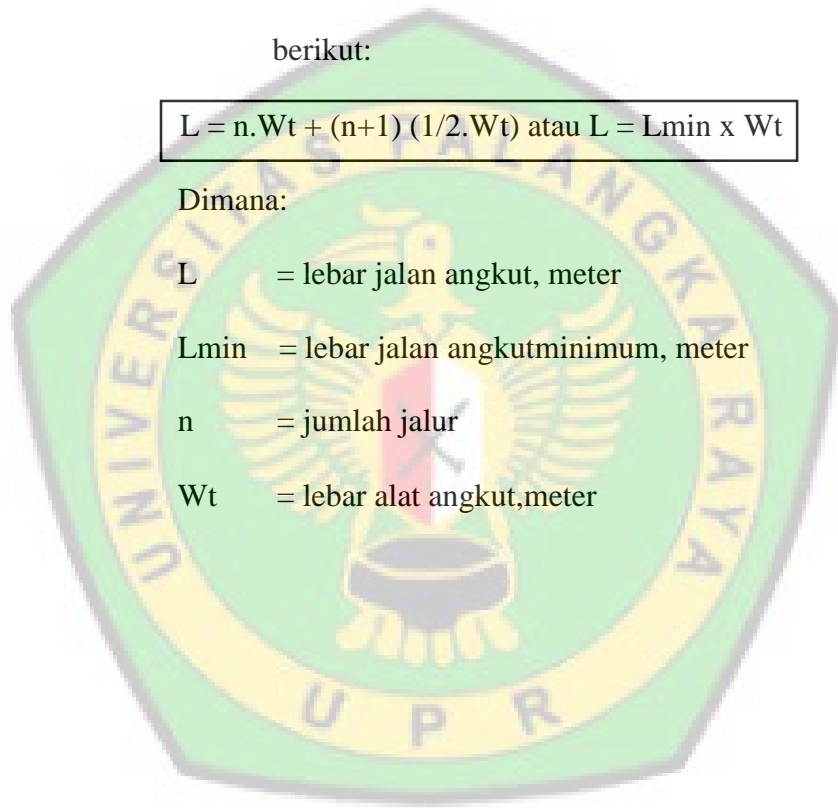 berikut:
L = n.Wt + (n+1) (1/2.Wt) atau L = Lmin x Wt
Dimana:
L = lebar jalan angkut, meter
Lmin = lebar jalan angkutminimum, meter
n = jumlah jalur
Wt = lebar alat angkut,meter
UNIVERSITAS PALANGKA RAYA
UPR